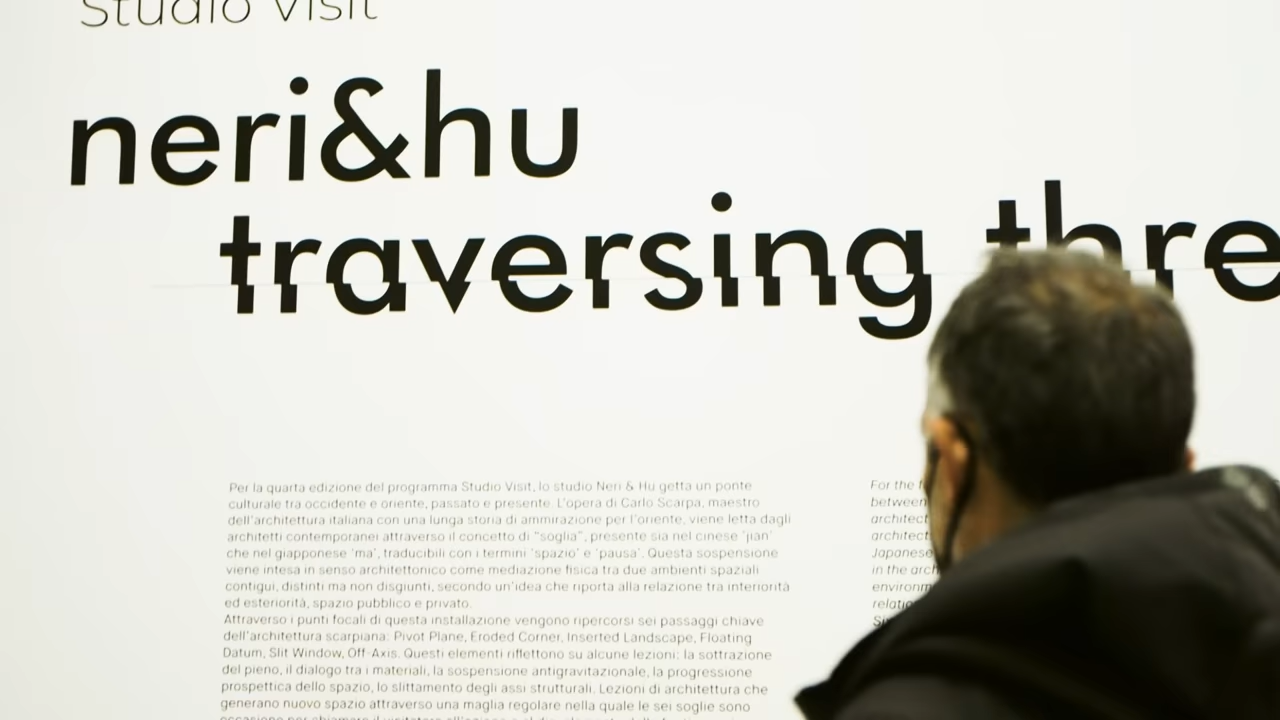 Studio Visit
neri&hu
traversing thre
Per la quarta edizione del programma Studio Visit, lo studio Neri & Hu getta un ponte
culturale tra occidente e oriente, passato e presente. L'opera di Carlo Scarpa, maestro
dell'architettura italiana con una lunga storia di ammirazione per l'oriente, viene letta dagli
architetti contemporanei attraverso il concetto di "soglia", presente sia nel cinese 'jian'
che nel giapponese 'ma', traducibili con i termini 'spazio' e 'pausa'. Questa sospensione
viene intesa in senso architettonico come mediazione fisica tra due ambienti spaziali
contigui, distinti ma non disgiunti, secondo un'idea che riporta alla relazione tra interiorità
ed esteriorità, spazio pubblico e privato.
Attraverso i punti focali di questa installazione vengono ripercorsi sei passaggi chiave
dell'architettura scarpiana: Pivot Plane, Eroded Corner, Inserted Landscape, Floating
Datum, Slit Window, Off-Axis. Questi elementi riflettono su alcune lezioni: la sottrazione
del pieno, il dialogo tra i materiali, la sospensione antigravitazionale, la progressione
prospettica dello spazio, lo slittamento degli assi strutturali. Lezioni di architettura che
generano nuovo spazio attraverso una maglia regolare nella quale le sei soglie sono
For the
between
architect
architect
Japanese
in the arch
environm
relatio